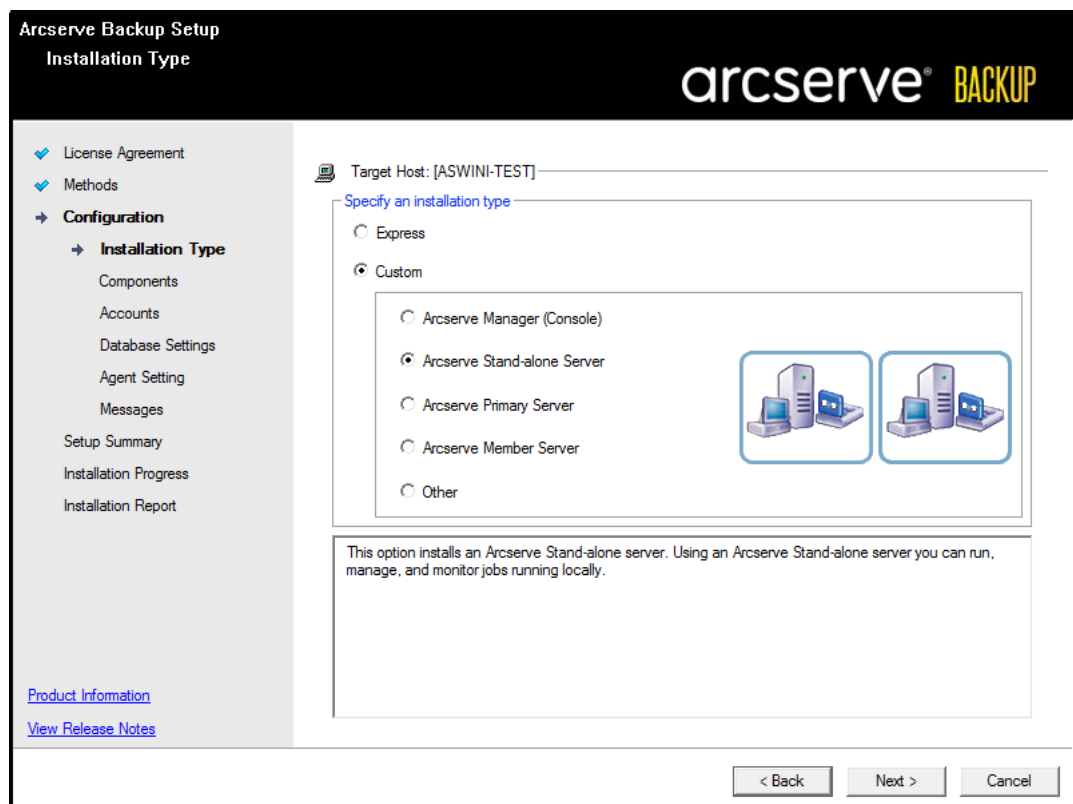 Arcserve Backup Setup
Installation Type
arcserve® BACKUP
License Agreement
Methods
Configuration
Installation Type
Components
Accounts
Database Settings
Agent Setting
Messages
Setup Summary
Installation Progress
Installation Report
Product Information
View Release Notes
Target Host: [ASWINI-TEST]
Specify an installation type
Express
Custom
Arcserve Manager (Console)
Arcserve Stand-alone Server
Arcserve Primary Server
Arcserve Member Server
Other
This option installs an Arcserve Stand-alone server. Using an Arcserve Stand-alone server you can run,
manage, and monitor jobs running locally.
< Back
Next >
Cancel